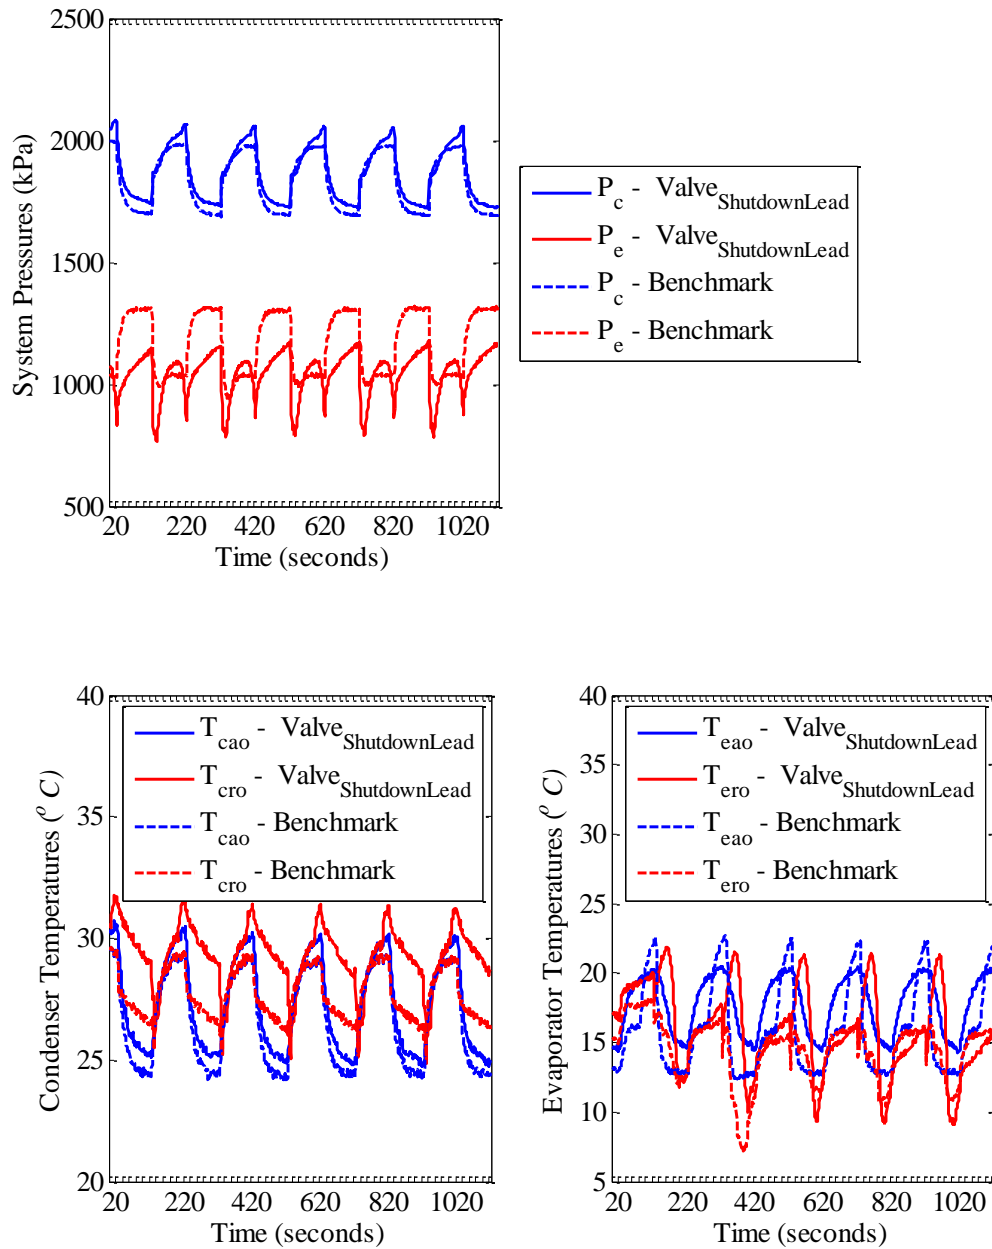 2500
2000
1500
1000
500
System Pressures (kPa)
20 220 420 620 820 1020
Time (seconds)
P_c - Valve_ShutdownLead
P_e - Valve_ShutdownLead
P_c - Benchmark
P_e - Benchmark
40
35
30
25
20
Condenser Temperatures (° C)
T_cao - Valve_ShutdownLead
T_cro - Valve_ShutdownLead
T_cao - Benchmark
T_cro - Benchmark
20 220 420 620 820 1020
Time (seconds)
40
35
30
25
20
15
10
5
Evaporator Temperatures (° C)
T_eao - Valve_ShutdownLead
T_ero - Valve_ShutdownLead
T_eao - Benchmark
T_ero - Benchmark
20 220 420 620 820 1020
Time (seconds)